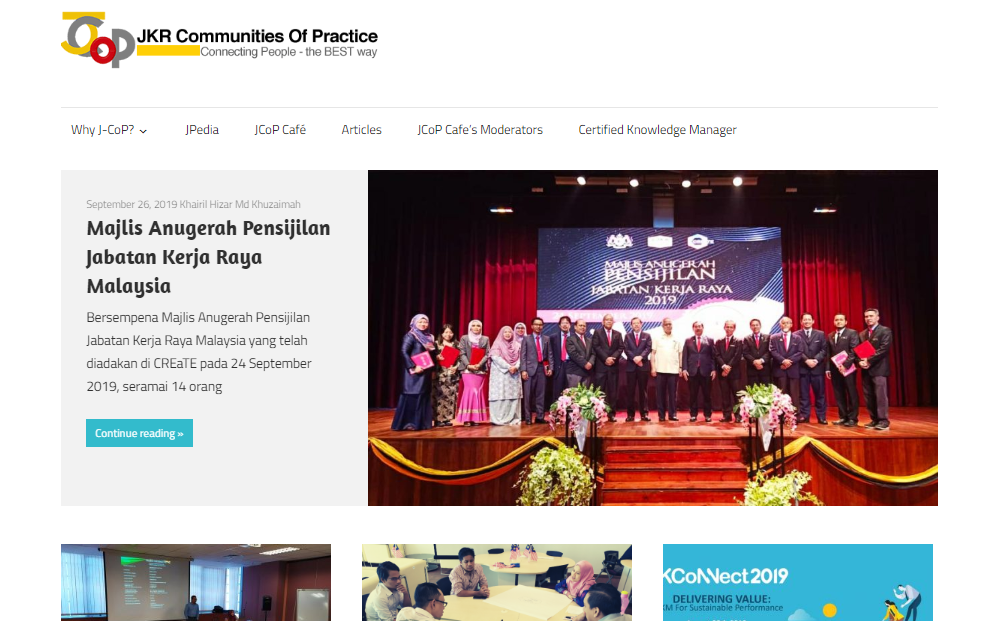 JCoP
JKR Communities Of Practice
Connecting People - the BEST way
Why J-CoP?
JPedia
JCoP Café
Articles
JCoP Cafe's Moderators
Certified Knowledge Manager
September 26, 2019 Khairil Hizar Md Khuzaimah
Majlis Anugerah Pensijilan
Jabatan Kerja Raya
Malaysia
Bersempena Majlis Anugerah Pensijilan
Jabatan Kerja Raya Malaysia yang telah
diadakan di CREaTE pada 24 September
2019, seramai 14 orang
Continue reading »
MAJLIS ANUGERAH
PENSIJILAN
JABATAN KERJA RAYA
2019
KCoNNect2019
DELIVERING VALUE:
KM For Sustainable Performance